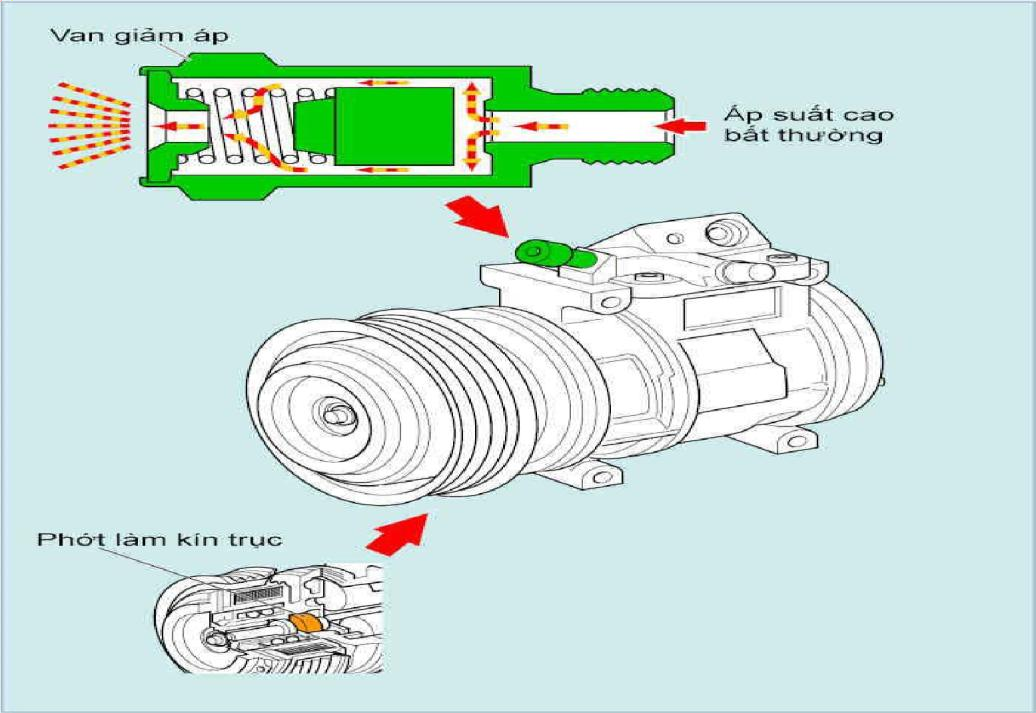 Van giảm áp
Áp suất cao
bất thường
Phớt làm kín trục